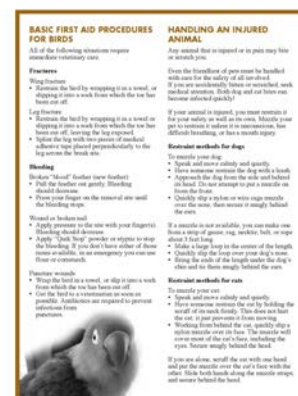 BASIC FIRST AID PROCEDURES
FOR BIRDS
All of the following situations require
immediate veterinary care.
Fractures
Wing fracture
• Restrain the bird by wrapping it in a towel, or
slipping it into a sock from which the toe has
been cut off.
Leg fracture
• Restrain the bird by wrapping it in a towel, or
slipping it into a sock from which the toe has
been cut off, leaving the leg exposed.
• Splint the leg with two pieces of medical
adhesive tape placed perpendicularly to the
leg across the break site.
Bleeding
Broken "blood" feather (new feather)
• Pull the feather out gently. Bleeding
should decrease.
• Press your finger on the removal site until
the bleeding stops.
Wound or broken nail
• Apply pressure to the site with your finger(s).
Bleeding should decrease.
• Apply "Quik Stop" powder or styptic to stop
the bleeding. If you don't have either of those
items available, in an emergency you can use
flour or cornstarch.
Puncture wounds
• Wrap the bird in a towel, or slip it into a sock
from which the toe has been cut off.
• Get the bird to a veterinarian as soon as
possible. Antibiotics are required to prevent
infections from
punctures.
HANDLING AN INJURED
ANIMAL
Any animal that is injured or in pain may bite
or scratch you.
Even the friendliest of pets must be handled
with care for the safety of all involved.
If you are accidentally bitten or scratched, seek
medical attention. Both dog and cat bites can
become infected quickly!
If your animal is injured, you must restrain it
for your safety as well as its own. Muzzle your
pet to restrain it unless it is unconscious, has
difficulty breathing, or has a mouth injury.
Restraint methods for dogs
To muzzle your dog:
• Speak and move calmly and quietly.
• Have someone restrain the dog with a leash.
• Approach the dog from the side and behind
its head. Do not attempt to put a muzzle on
from the front.
• Quickly slip a nylon or wire cage muzzle
over the nose, then secure it snugly behind
the ears.
If a muzzle is not available, you can make one
from a strip of gauze, rag, necktie, belt, or rope
about 3 feet long:
• Make a large loop in the center of the length.
• Quickly slip the loop over your dog's nose.
• Bring the ends of the length under the dog's
chin and tie them snugly behind the ears.
Restraint methods for cats
To muzzle your cat:
• Speak and move calmly and quietly.
• Have someone restrain the cat by holding the
scruff of its neck firmly. This does not hurt
the cat; it just prevents it from moving.
• Working from behind the cat, quickly slip a
nylon muzzle over its face. The muzzle will
cover most of the cat's face, including the
eyes. Secure snugly behind the ears.
If you are alone, scruff the cat with one hand
and put the muzzle over the cat's face with the
other. Slide both hands along the muzzle straps
and secure behind the head.